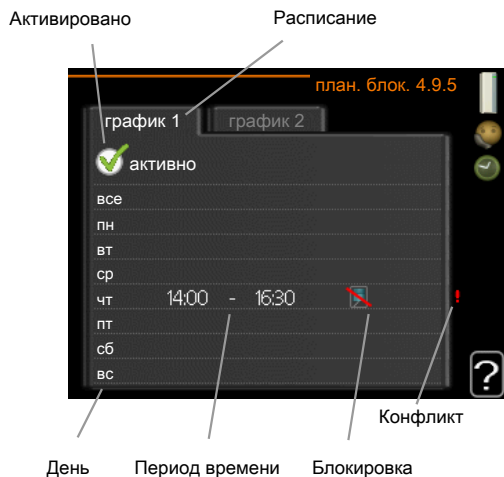 Активировано
Расписание
план. блок. 4.9.5
график 1
график 2
активно
все
пн
вт
ср
чт 14:00 - 16:30 !
пт
сб
вс
?
Конфликт
День
Период времени
Блокировка